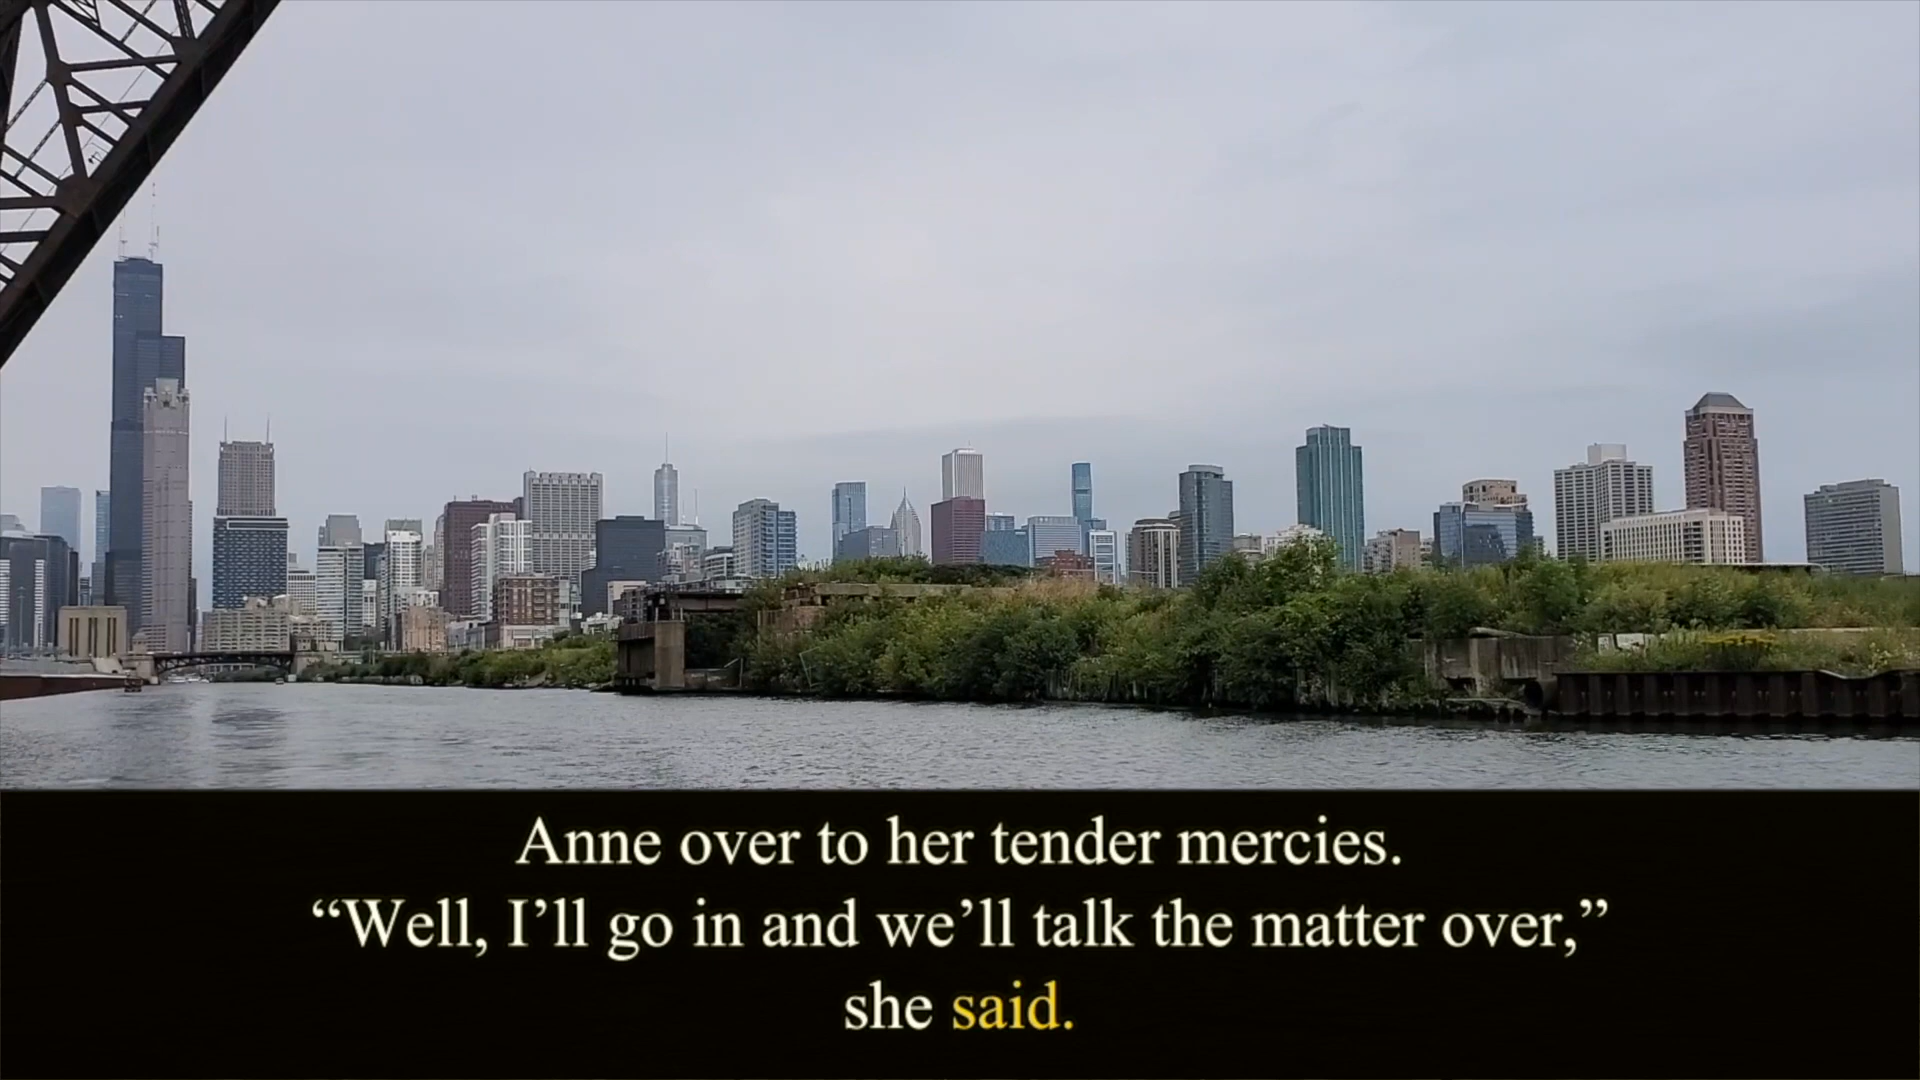 Anne over to her tender mercies.
“Well, I’ll go in and we’ll talk the matter over,”
she said.